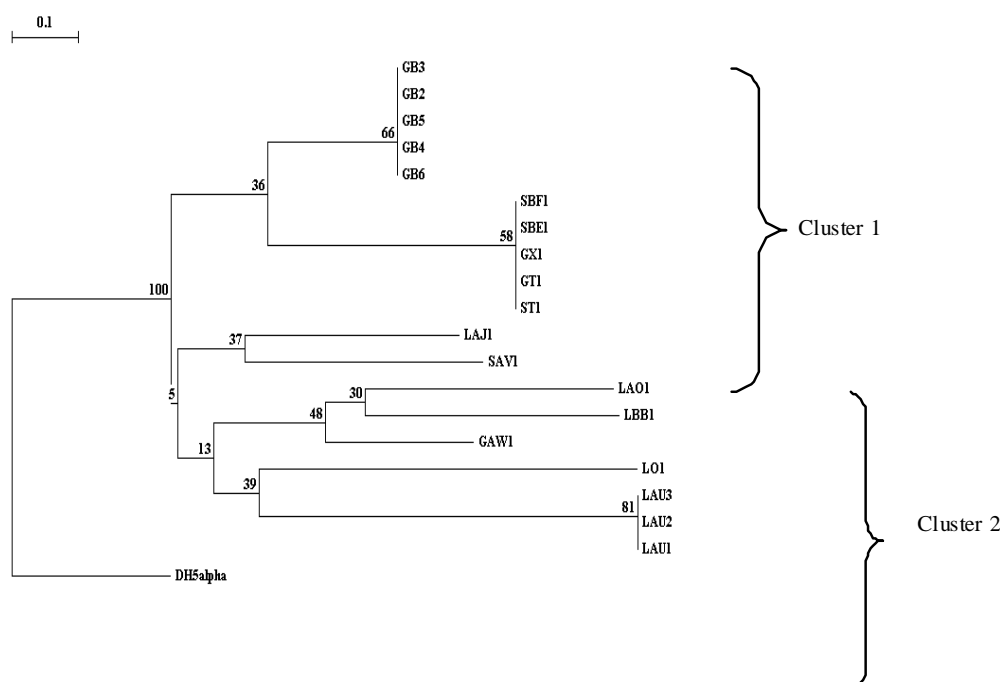 0.1
GB3
GB2
GB5
66
GB4
GB6
36
SBF1
SBE1
58
GX1
Cluster 1
GT1
ST1
100
LAJ1
37
SAV1
5
LAO1
30
LBB1
48
GAW1
13
LO1
39
LAU3
81
LAU2
Cluster 2
LAU1
DH5alpha